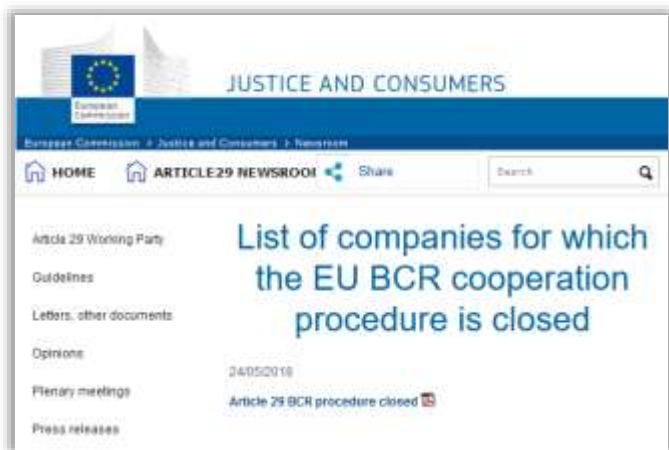 European
Commission
JUSTICE AND CONSUMERS
European Commission > Justice and Consumers > Newsroom
HOME
ARTICLE29 NEWSROOM
Share
Search
Article 29 Working Party
Guidelines
Letters, other documents
Opinions
Plenary meetings
Press releases
List of companies for which
the EU BCR cooperation
procedure is closed
24/05/2018
Article 29 BCR procedure closed